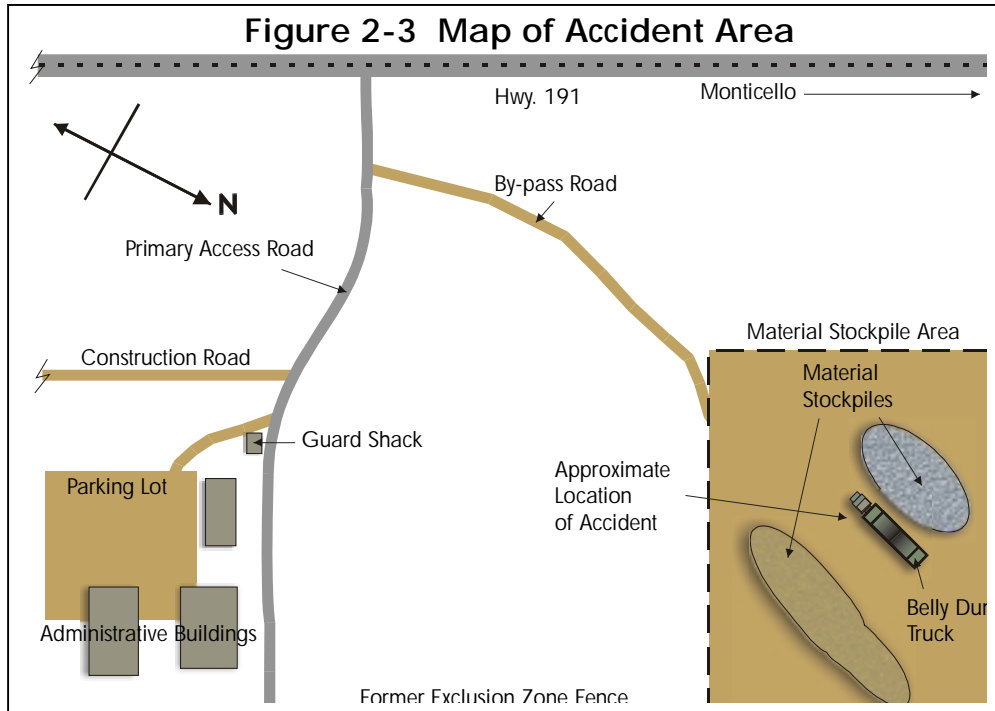 Figure 2-3 Map of Accident Area
Hwy. 191
Monticello
N
By-pass Road
Primary Access Road
Material Stockpile Area
Construction Road
Material
Stockpiles
Guard Shack
Parking Lot
Approximate
Location
of Accident
Belly Dum
Truck
Administrative Buildings
Former Exclusion Zone Fence